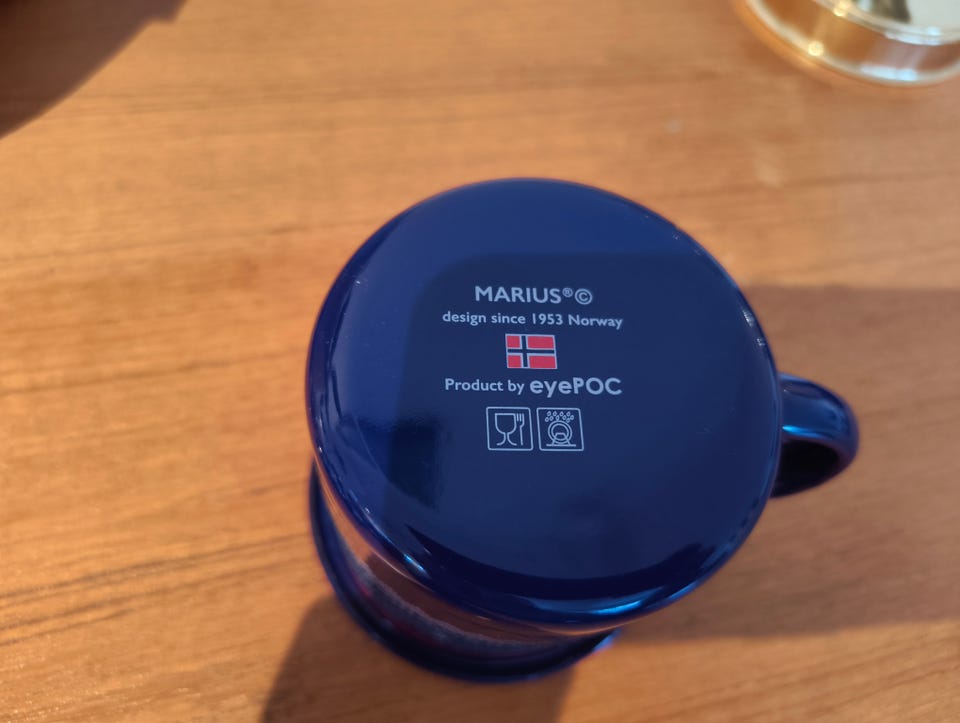 MARIUS®©
design since 1953 Norway
Product by eyePOC